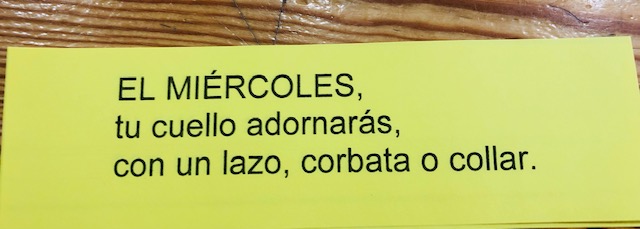 EL MIÉRCOLES,
tu cuello adornarás,
con un lazo, corbata o collar.